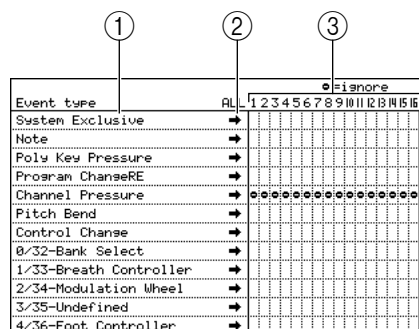 ① ② ③
⊖=ignore
Event type ALL 1 2 3 4 5 6 7 8 9 10 11 12 13 14 15 16
System Exclusive ➡
Note ➡
Poly Key Pressure ➡
Program ChangeRE ➡
Channel Pressure ➡
Pitch Bend ➡
Control Change ➡
0/32-Bank Select ➡
1/33-Breath Controller ➡
2/34-Modulation Wheel ➡
3/35-Undefined ➡
4/36-Foot Controller ➡